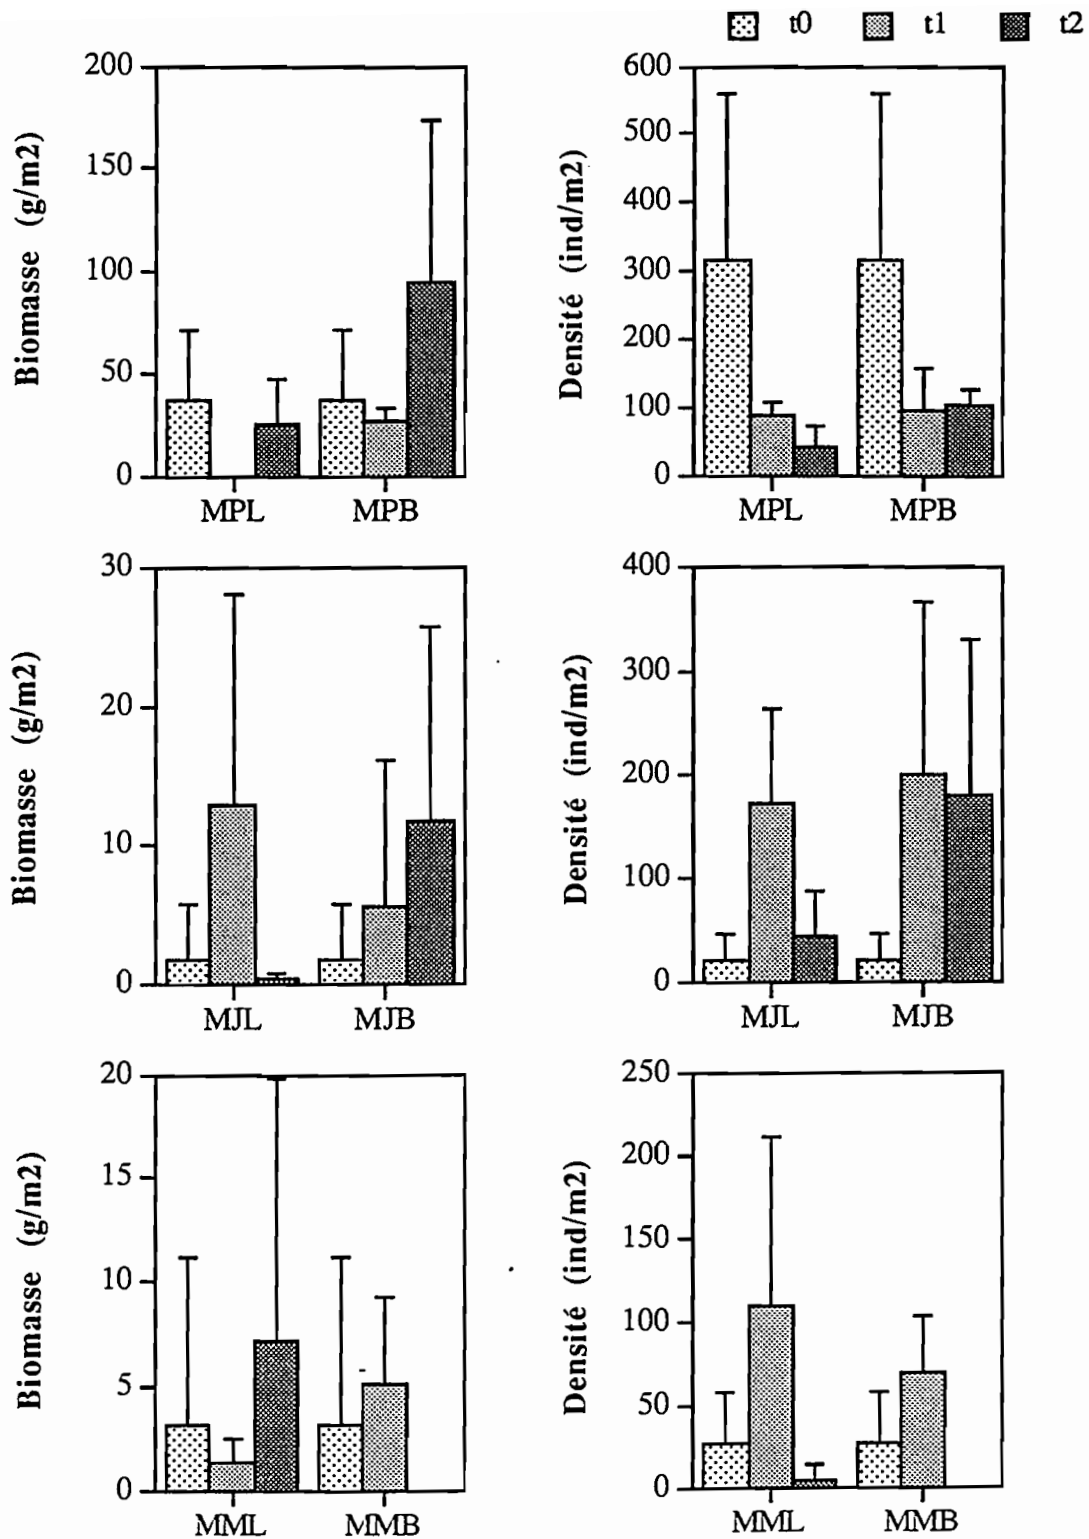 t0 t1 t2
Biomasse (g/m2)
200
150
100
50
0
MPL MPB
Densité (ind/m2)
600
500
400
300
200
100
0
MPL MPB
Biomasse (g/m2)
30
20
10
0
MJL MJB
Densité (ind/m2)
400
300
200
100
0
MJL MJB
Biomasse (g/m2)
20
15
10
5
0
MML MMB
Densité (ind/m2)
250
200
150
100
50
0
MML MMB